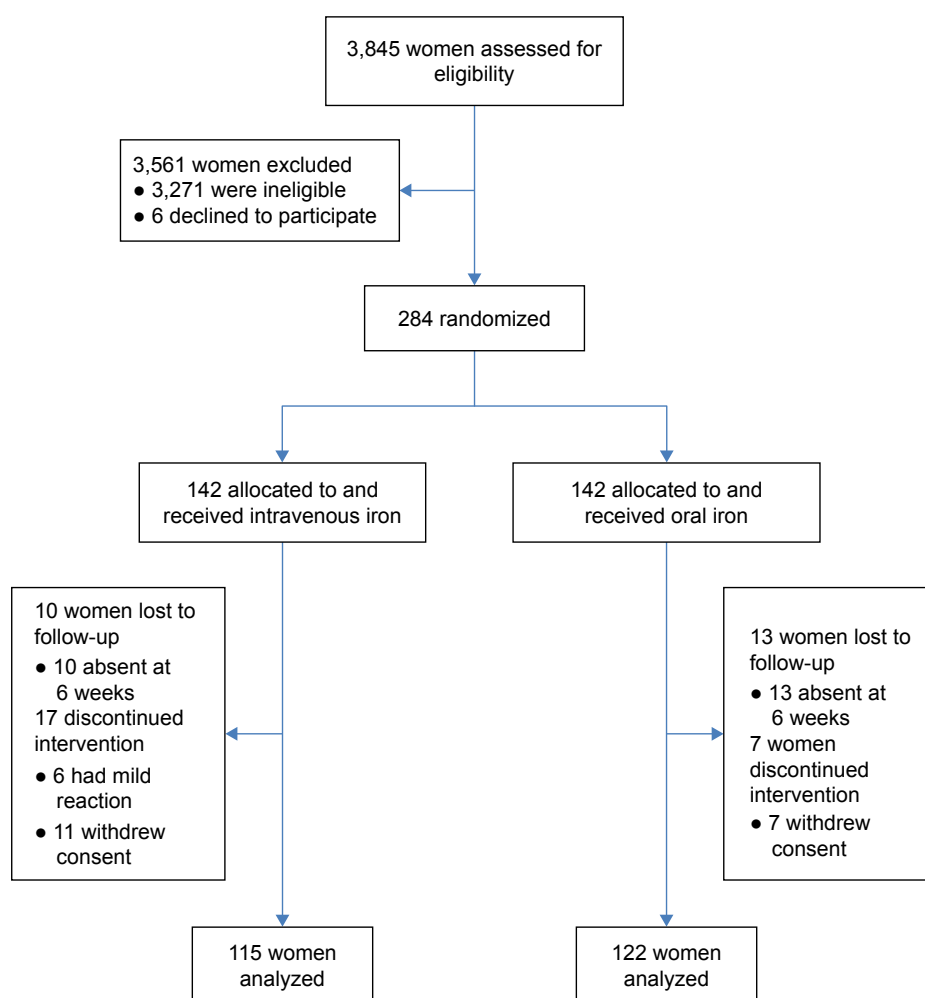 3,845 women assessed for
eligibility
3,561 women excluded
● 3,271 were ineligible
● 6 declined to participate
284 randomized
142 allocated to and
received intravenous iron
142 allocated to and
received oral iron
10 women lost to
follow-up
● 10 absent at
6 weeks
17 discontinued
intervention
● 6 had mild
reaction
● 11 withdrew
consent
13 women lost to
follow-up
● 13 absent at
6 weeks
7 women
discontinued
intervention
● 7 withdrew
consent
115 women
analyzed
122 women
analyzed